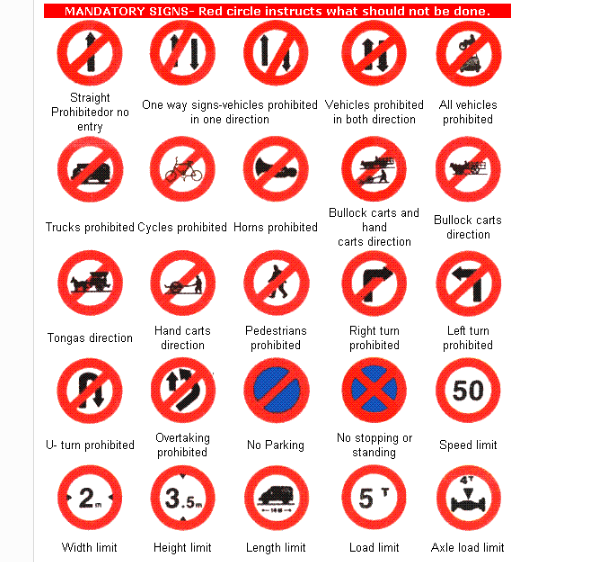 MANDATORY SIGNS- Red circle instructs what should not be done.
Straight
Prohibitedor no
entry
One way signs-vehicles prohibited
in one direction
Vehicles prohibited
in both direction
All vehicles
prohibited
Trucks prohibited
Cycles prohibited
Horns prohibited
Bullock carts and
hand
carts direction
Bullock carts
direction
Tongas direction
Hand carts
direction
Pedestrians
prohibited
Right turn
prohibited
Left turn
prohibited
50
U- turn prohibited
Overtaking
prohibited
No Parking
No stopping or
standing
Speed limit
2m
3.5m
5 T
4T
Width limit
Height limit
Length limit
Load limit
Axle load limit